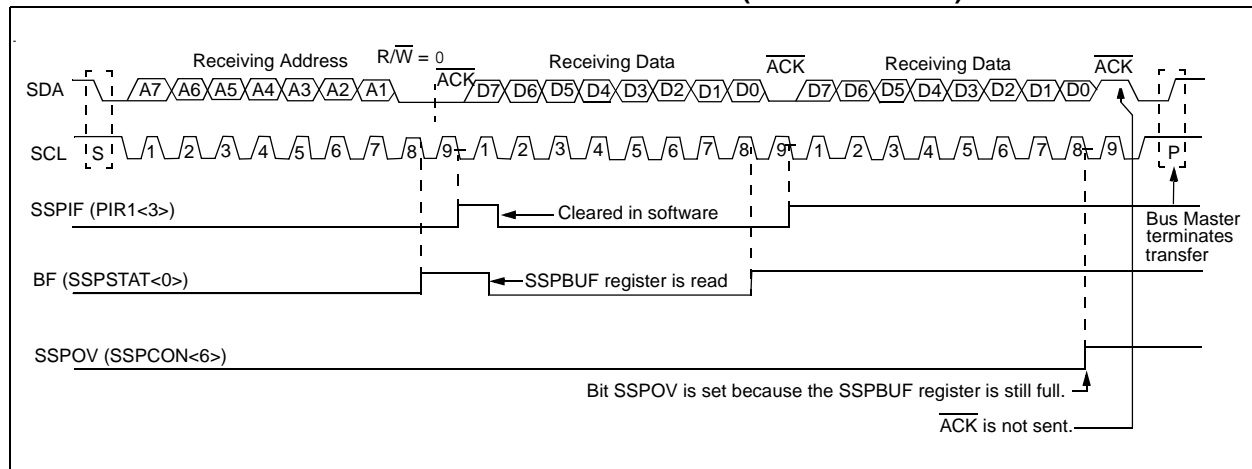 Receiving Address R/W = 0 Receiving Data ACK Receiving Data ACK
ACK
SDA A7 A6 A5 A4 A3 A2 A1 D7 D6 D5 D4 D3 D2 D1 D0 D7 D6 D5 D4 D3 D2 D1 D0
SCL S 1 2 3 4 5 6 7 8 9 1 2 3 4 5 6 7 8 9 1 2 3 4 5 6 7 8 9 P
SSPIF (PIR1<3>)
Cleared in software
Bus Master
terminates
transfer
BF (SSPSTAT<0>)
SSPBUF register is read
SSPOV (SSPCON<6>)
Bit SSPOV is set because the SSPBUF register is still full.
ACK is not sent.